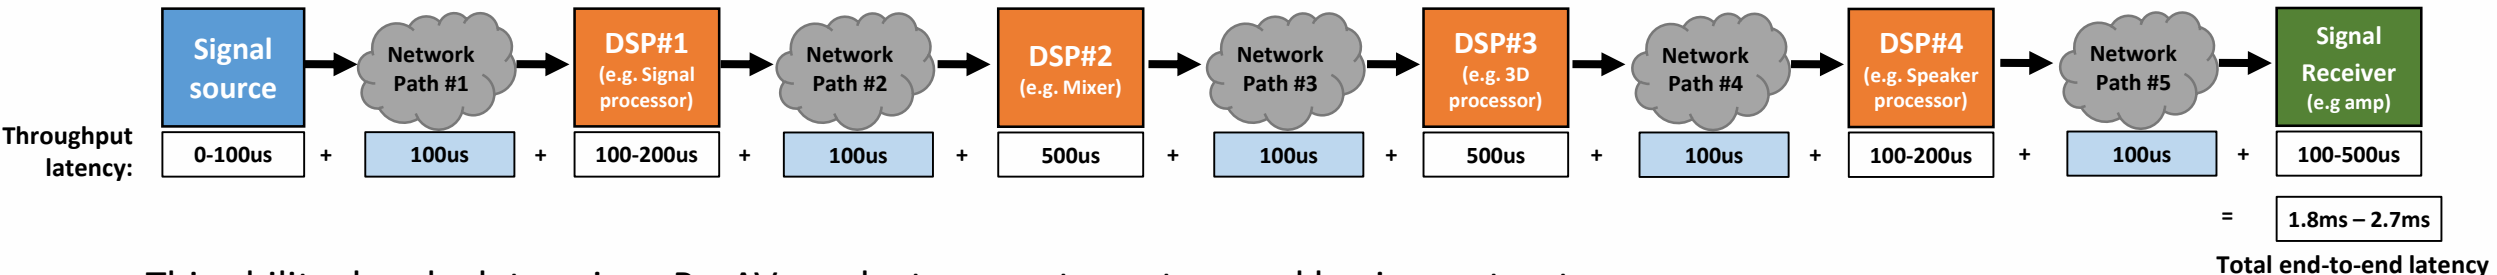 Signal
source
Network
Path #1
DSP#1
(e.g. Signal
processor)
Network
Path #2
DSP#2
(e.g. Mixer)
Network
Path #3
DSP#3
(e.g. 3D
processor)
Network
Path #4
DSP#4
(e.g. Speaker
processor)
Network
Path #5
Signal
Receiver
(e.g amp)
Throughput
latency:
0-100us + 100us + 100-200us + 100us + 500us + 100us + 500us + 100us + 100-200us + 100us + 100-500us
= 1.8ms – 2.7ms
Total end-to-end latency